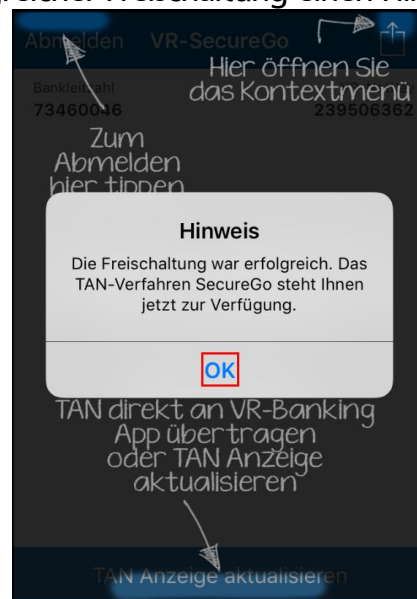 Abmelden VR-SecureGo
Hier öffnen Sie
das Kontextmenü
Bankleitzahl
73460046 239506362
Zum
Abmelden
hier tippen
Hinweis
Die Freischaltung war erfolgreich. Das
TAN-Verfahren SecureGo steht Ihnen
jetzt zur Verfügung.
OK
TAN direkt an VR-Banking
App übertragen
oder TAN Anzeige
aktualisieren
TAN Anzeige aktualisieren